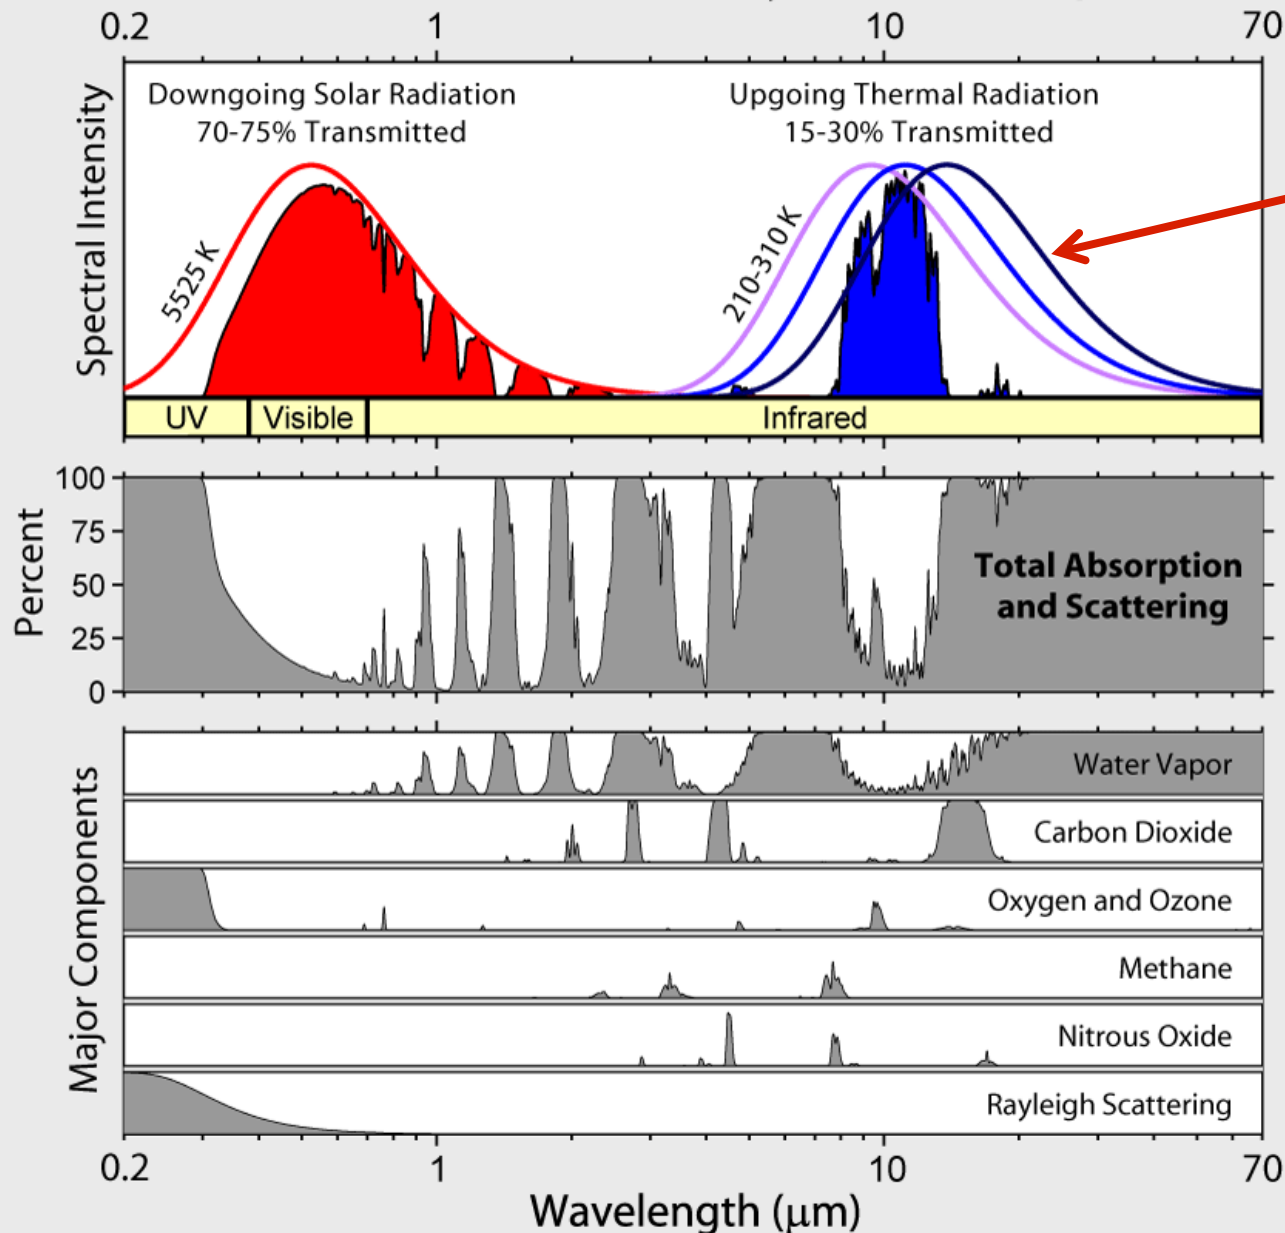 0.2 1 10 70
Downgoing Solar Radiation
70-75% Transmitted
Upgoing Thermal Radiation
15-30% Transmitted
Spectral Intensity
5525 K
210-310 K
UV Visible Infrared
Percent
100
75
50
25
0
Total Absorption
and Scattering
Major Components
Water Vapor
Carbon Dioxide
Oxygen and Ozone
Methane
Nitrous Oxide
Rayleigh Scattering
0.2 1 10 70
Wavelength (μm)